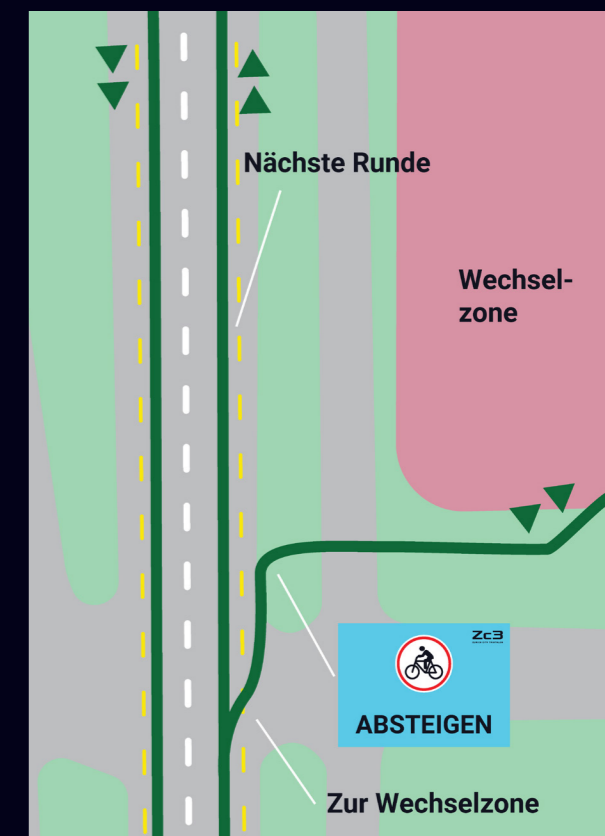 Nächste Runde
Wechsel-
zone
Zc3
ABSTEIGEN
Zur Wechselzone